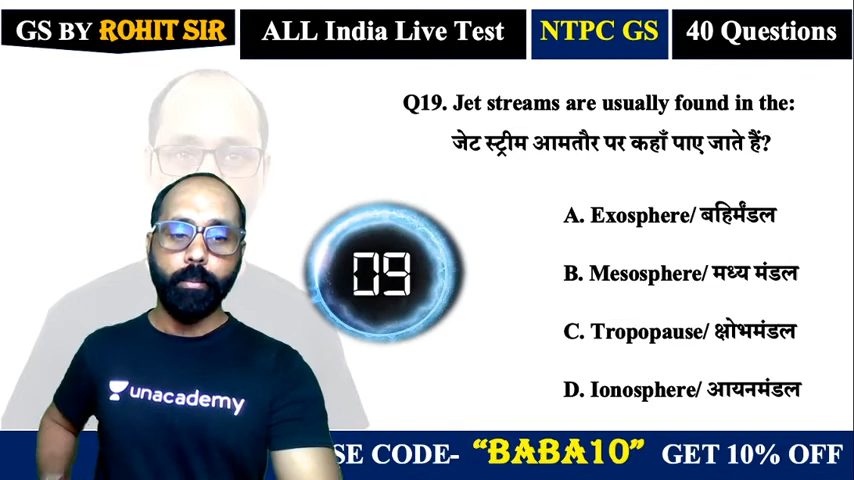 GS BY ROHIT SIR
ALL India Live Test
NTPC GS
40 Questions
Q19. Jet streams are usually found in the:
जेट स्ट्रीम आमतौर पर कहाँ पाए जाते हैं?
A. Exosphere/ बहिर्मंडल
B. Mesosphere/ मध्य मंडल
C. Tropopause/ क्षोभमंडल
D. Ionosphere/ आयनमंडल
09
unacademy
SE CODE- “BABA10” GET 10% OFF